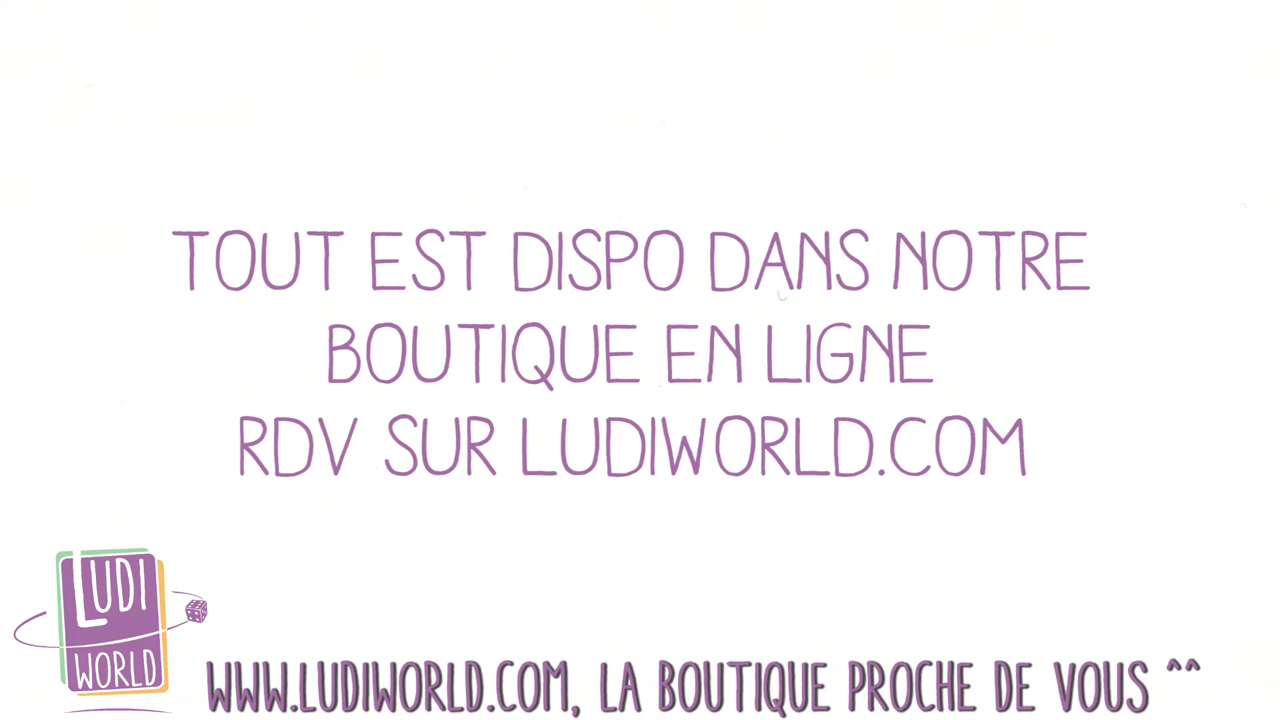 TOUT EST DISPO DANS NOTRE
BOUTIQUE EN LIGNE
RDV SUR LUDIWORLD.COM
LUDI
WORLD
WWW.LUDIWORLD.COM, LA BOUTIQUE PROCHE DE VOUS ^^